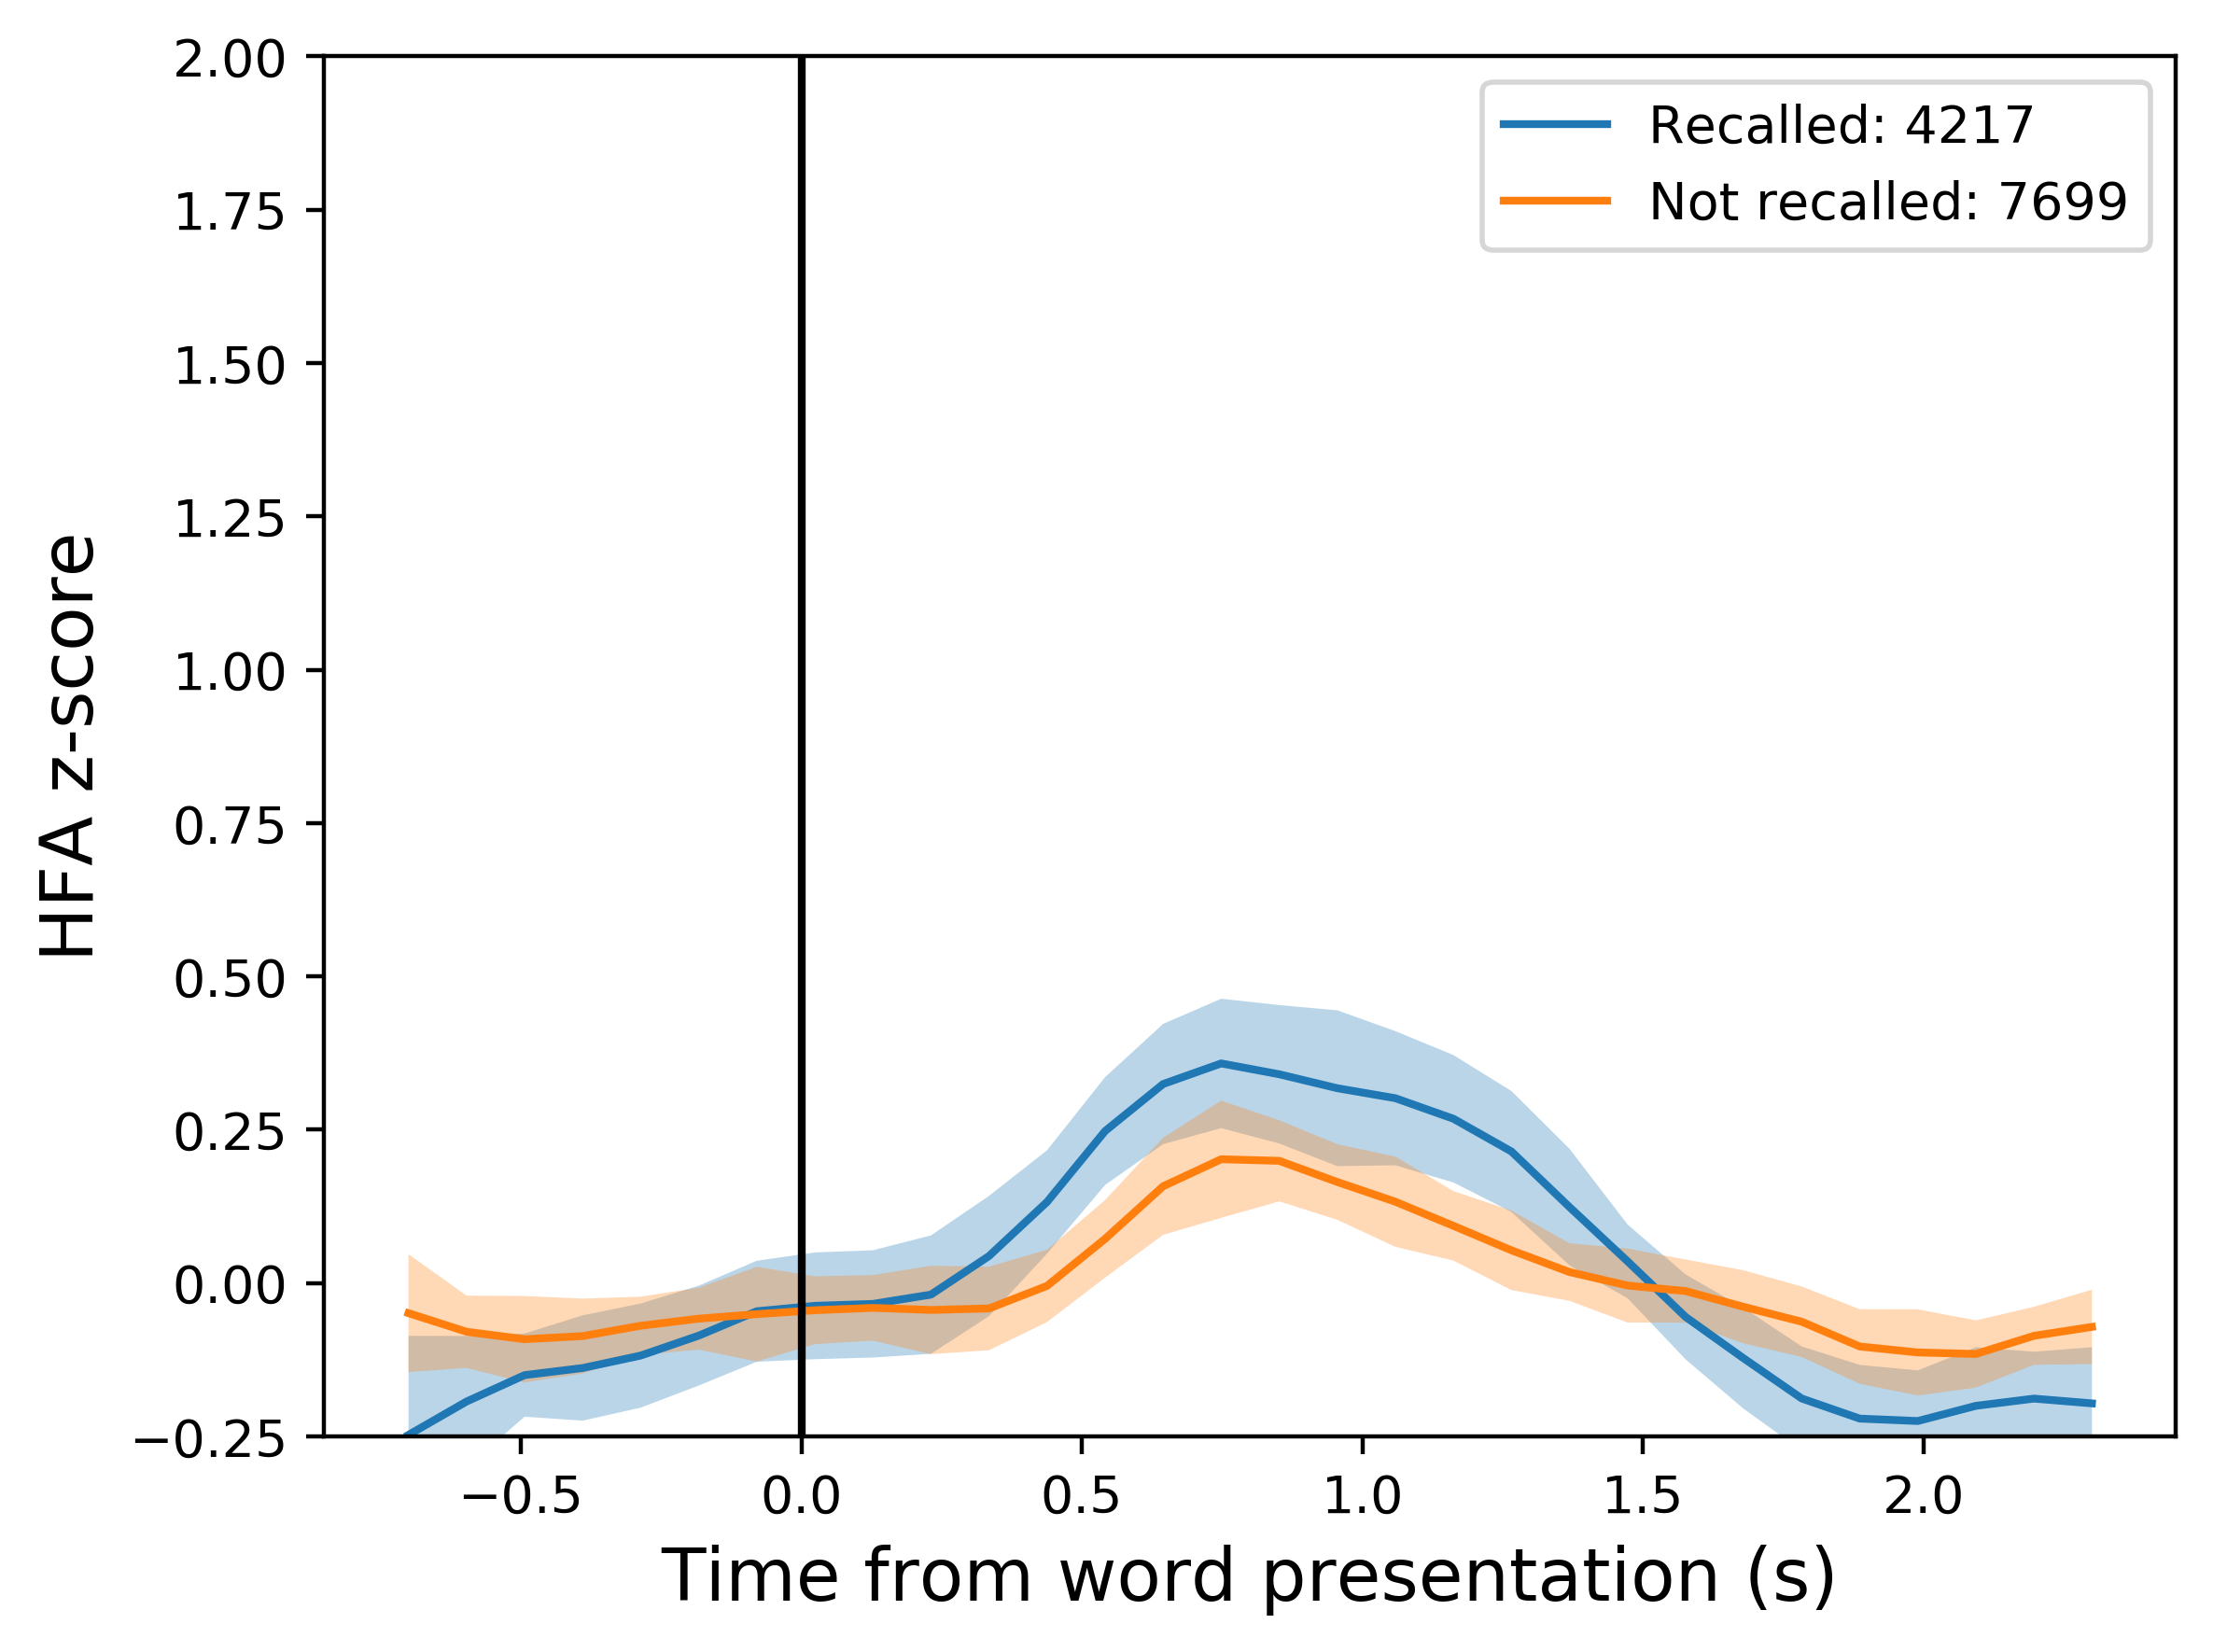 2.00
1.75
1.50
1.25
1.00
0.75
0.50
0.25
0.00
−0.25
HFA z-score
Recalled: 4217
Not recalled: 7699
−0.5 0.0 0.5 1.0 1.5 2.0
Time from word presentation (s)